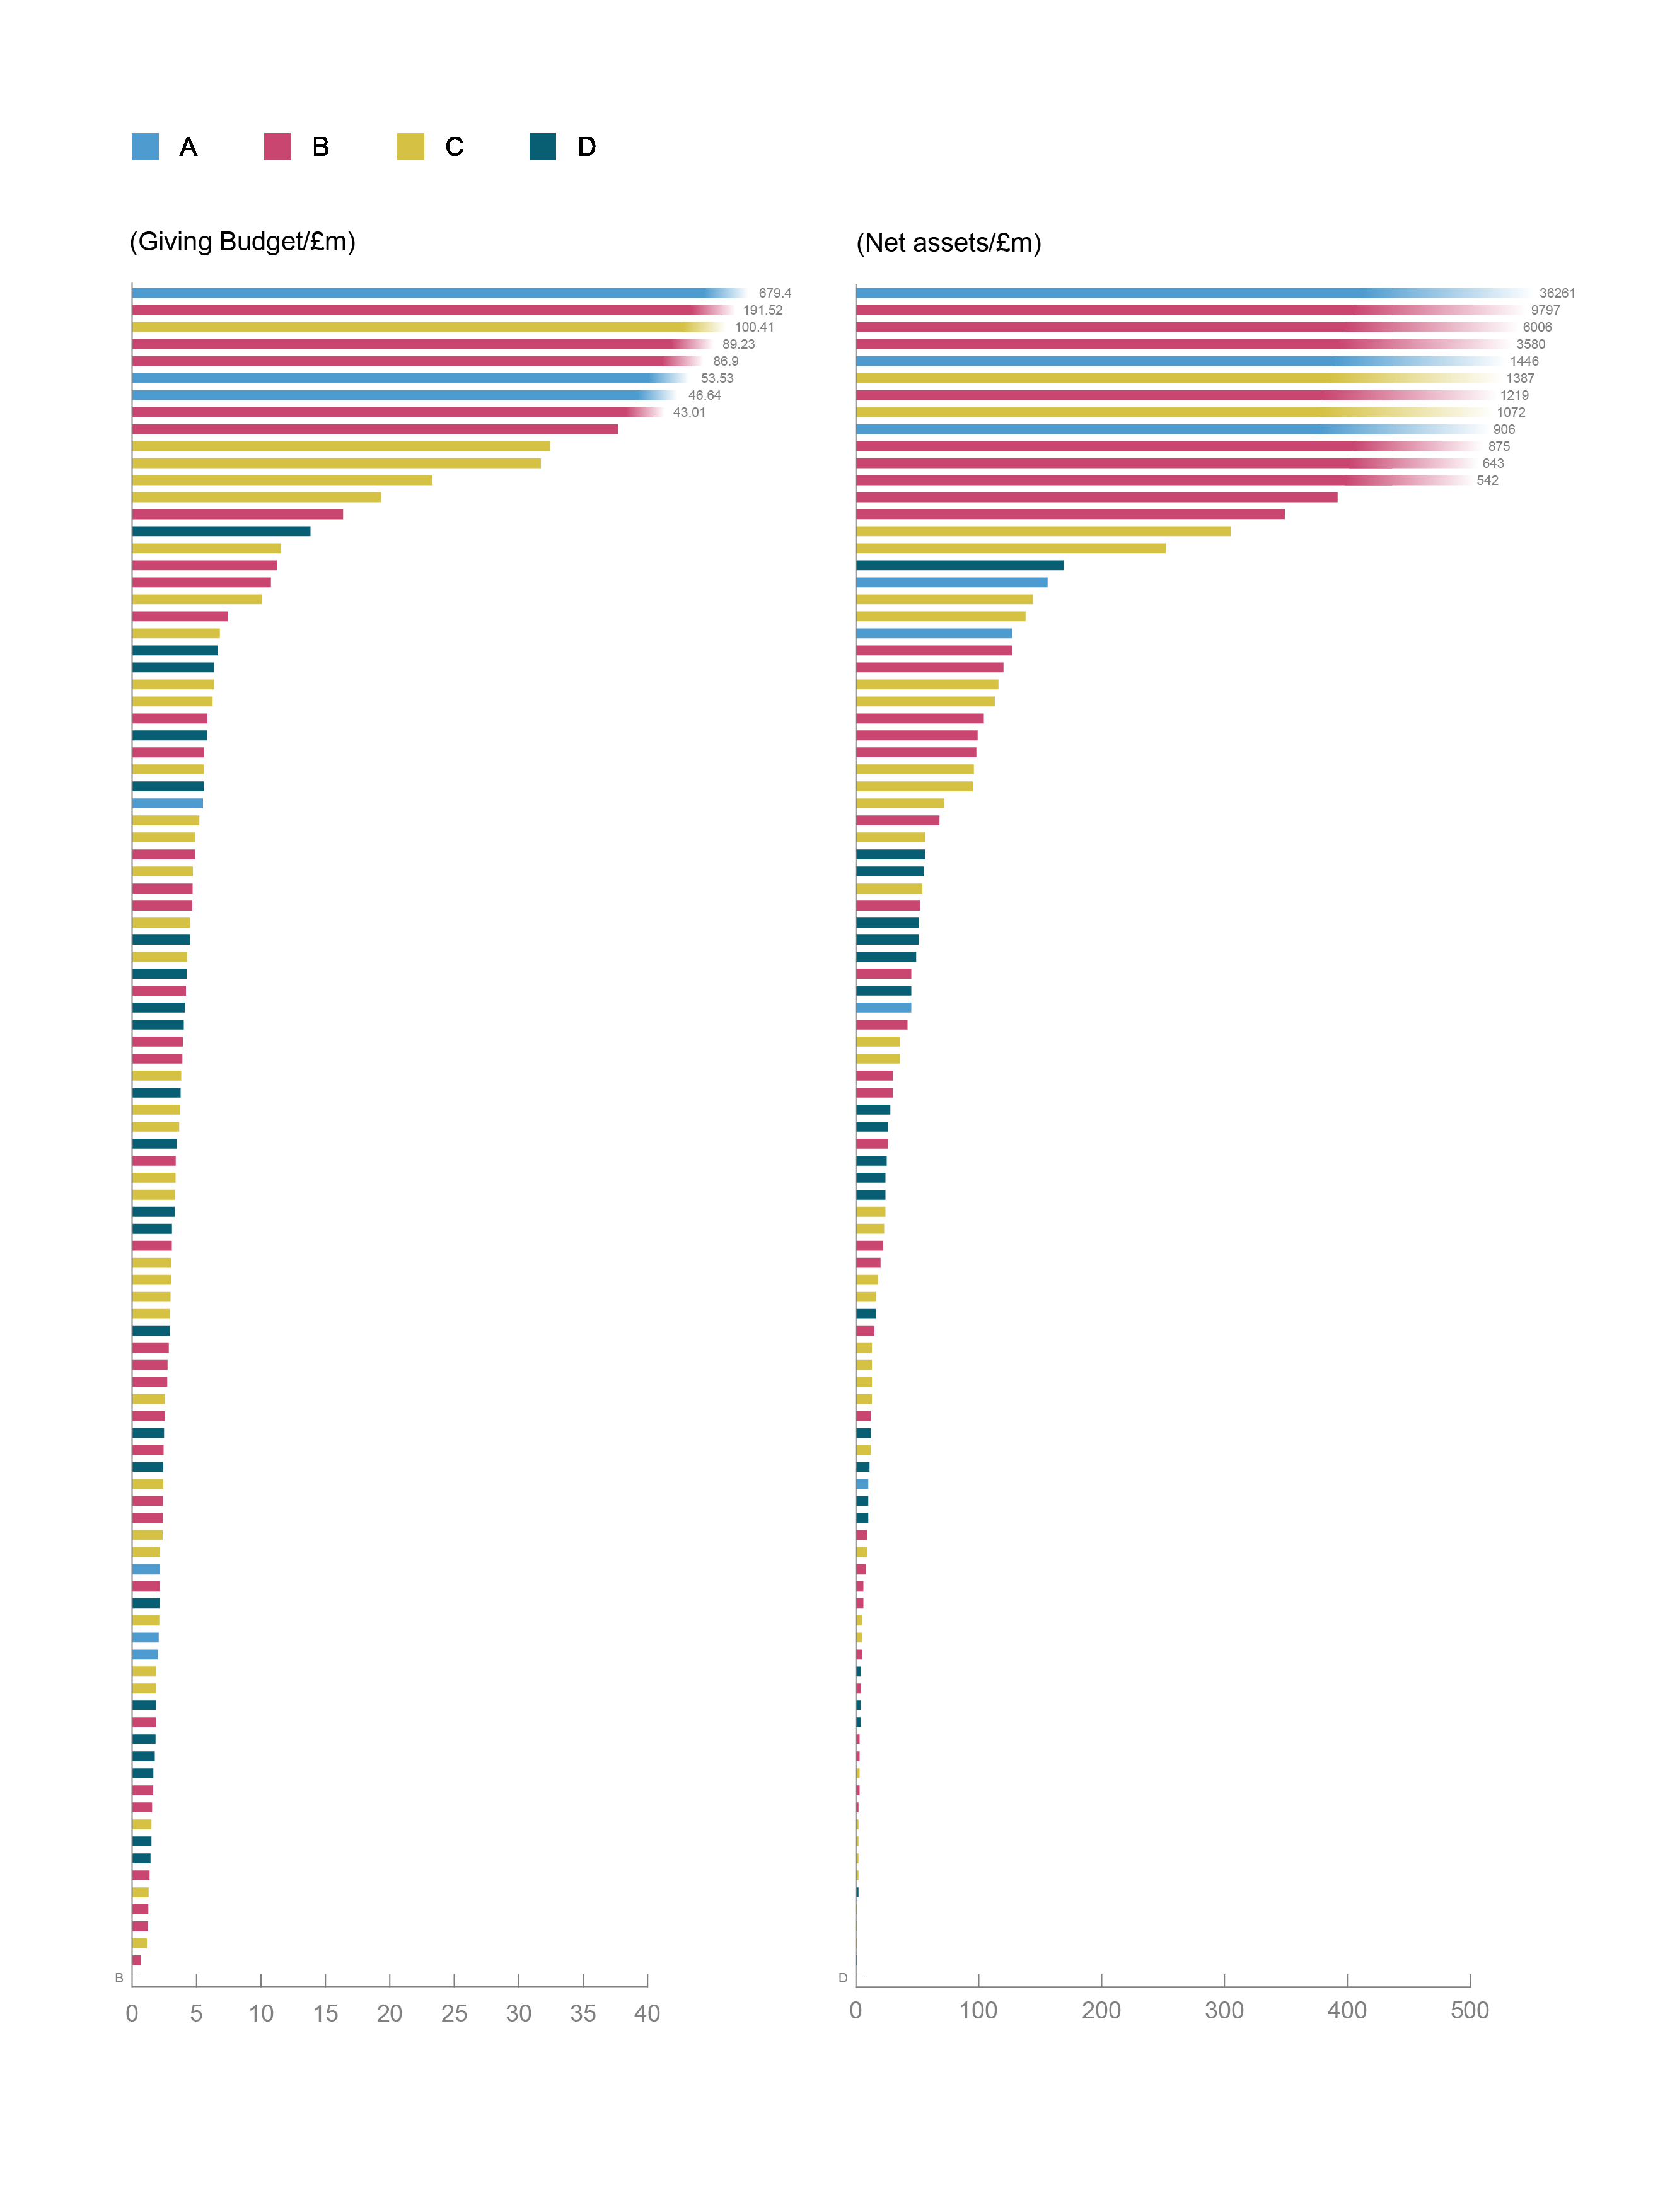 A B C D
(Giving Budget/£m)
679.4
191.52
100.41
89.23
86.9
53.53
46.64
43.01
B
0 5 10 15 20 25 30 35 40
(Net assets/£m)
36261
9797
6006
3580
1446
1387
1219
1072
906
875
643
542
D
0 100 200 300 400 500